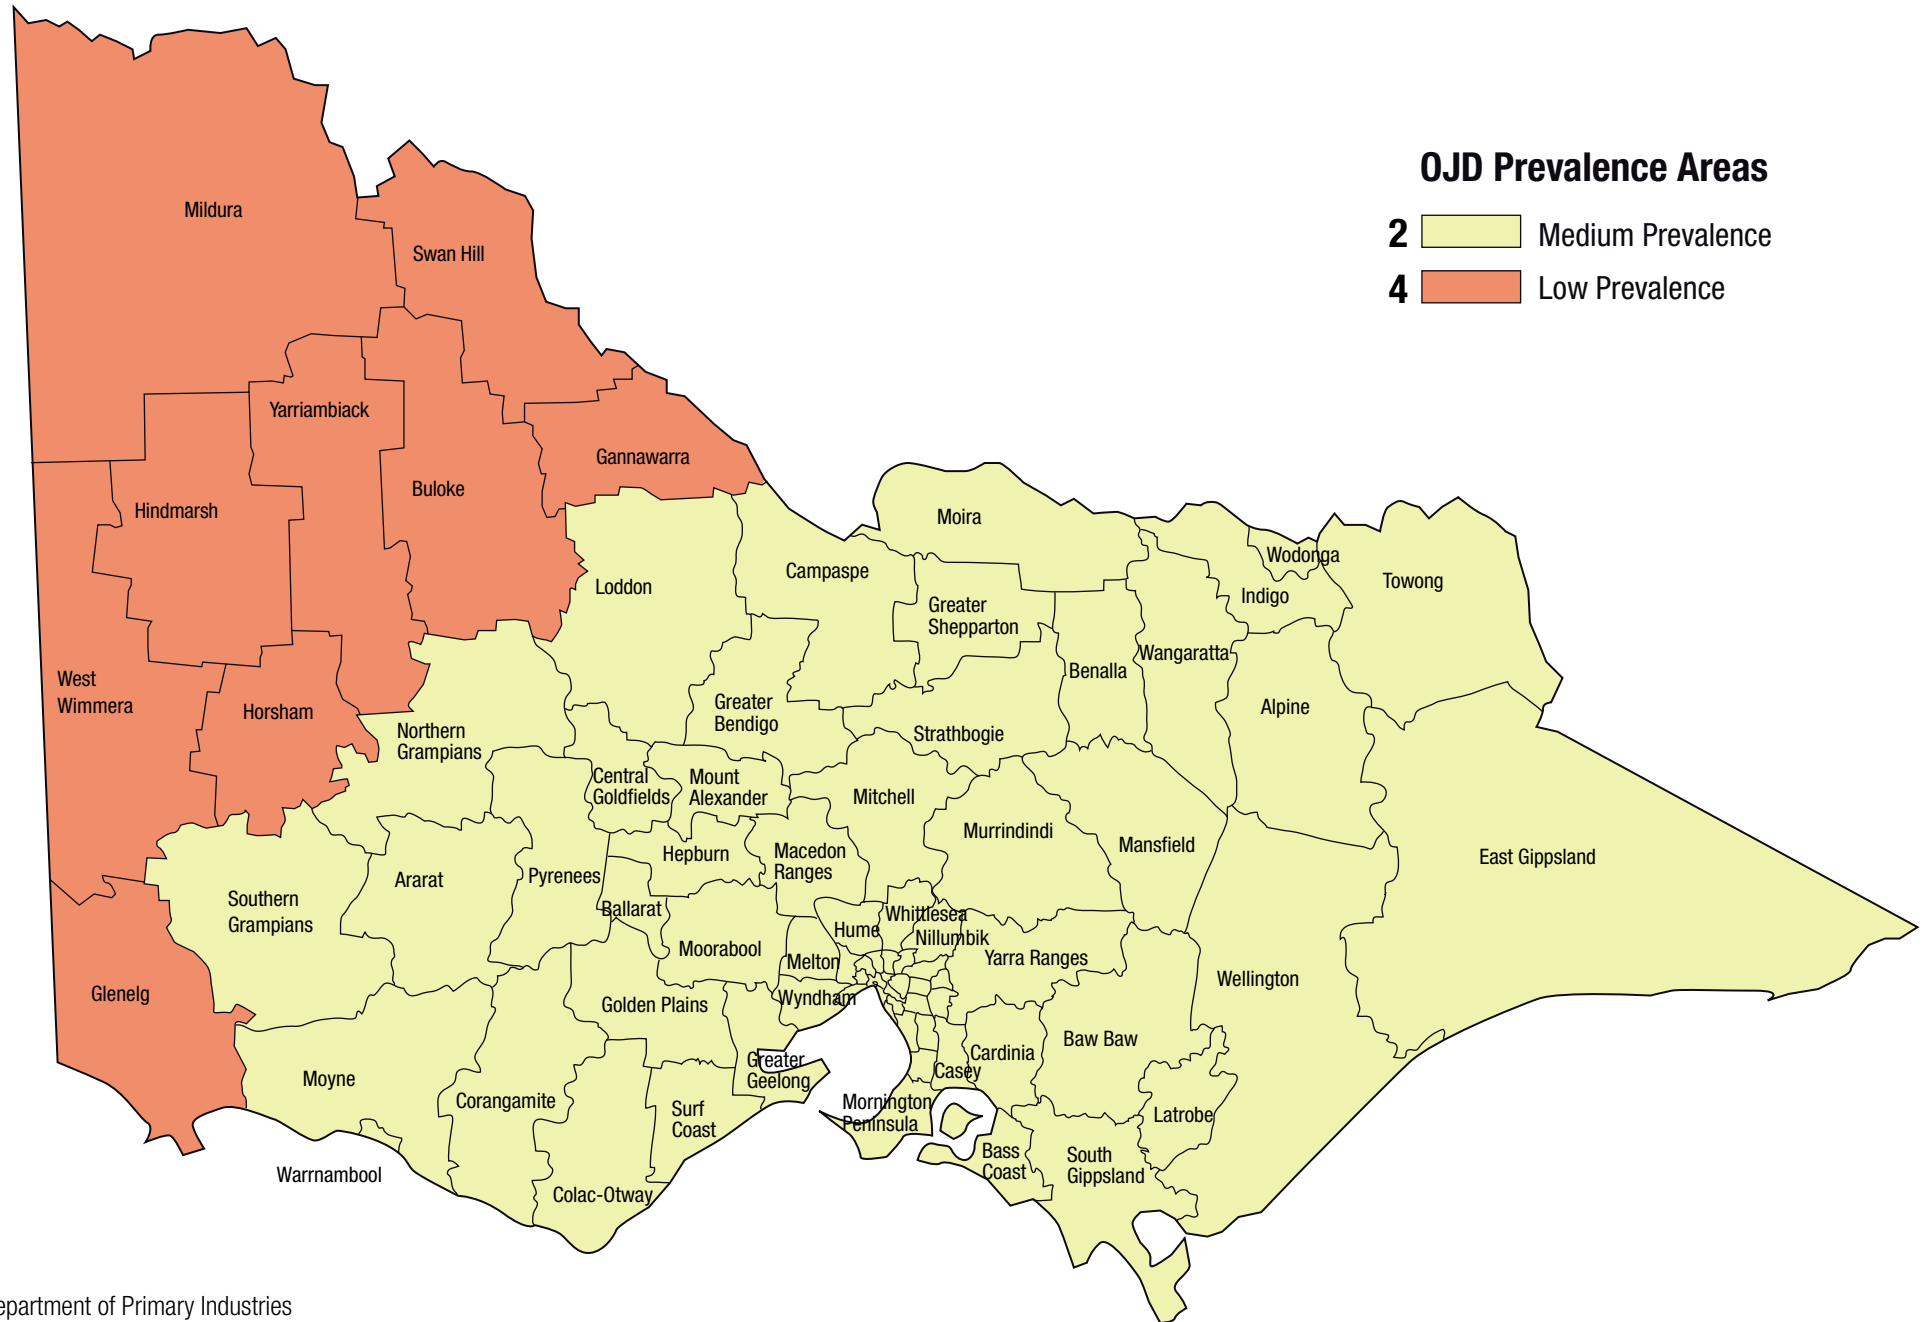 OJD Prevalence Areas
2 Medium Prevalence
4 Low Prevalence
Mildura
Swan Hill
Yarriambiack
Gannawarra
Buloke
Hindmarsh
Moira
Wodonga
Campaspe
Towong
Loddon
Indigo
Greater
Shepparton
Wangaratta
Benalla
West
Wimmera
Horsham
Greater
Bendigo
Alpine
Northern
Grampians
Strathbogie
Central
Goldfields
Mount
Alexander
Mitchell
Murrindindi
Mansfield
Hepburn
Macedon
Ranges
East Gippsland
Ararat
Pyrenees
Southern
Grampians
Ballarat
Whittlesea
Hume
Nillumbik
Moorabool
Melton
Yarra Ranges
Wellington
Glenelg
Golden Plains
Wyndham
Baw Baw
Cardinia
Greater
Geelong
Casey
Moyne
Corangamite
Surf
Coast
Mornington
Peninsula
Latrobe
Bass
Coast
South
Gippsland
Warrnambool
Colac-Otway
epartment of Primary Industries